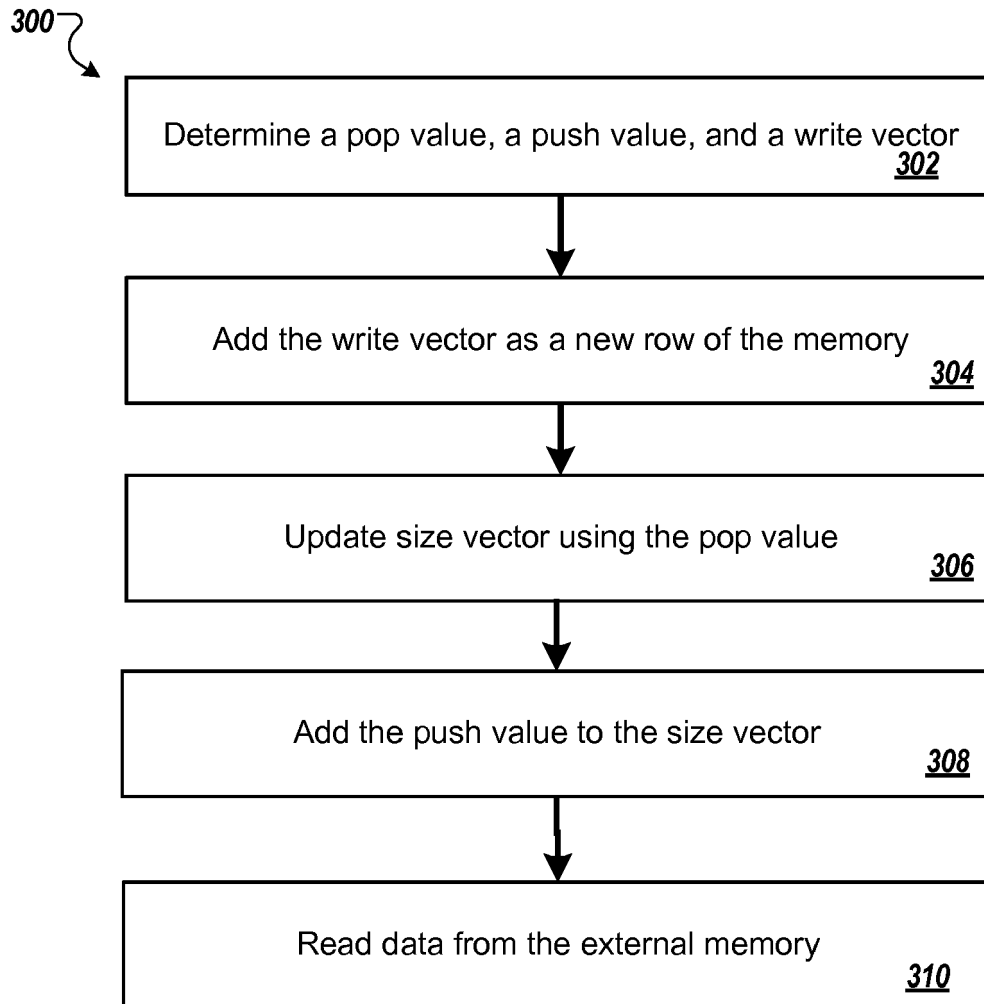 300
Determine a pop value, a push value, and a write vector
302
Add the write vector as a new row of the memory
304
Update size vector using the pop value
306
Add the push value to the size vector
308
Read data from the external memory
310